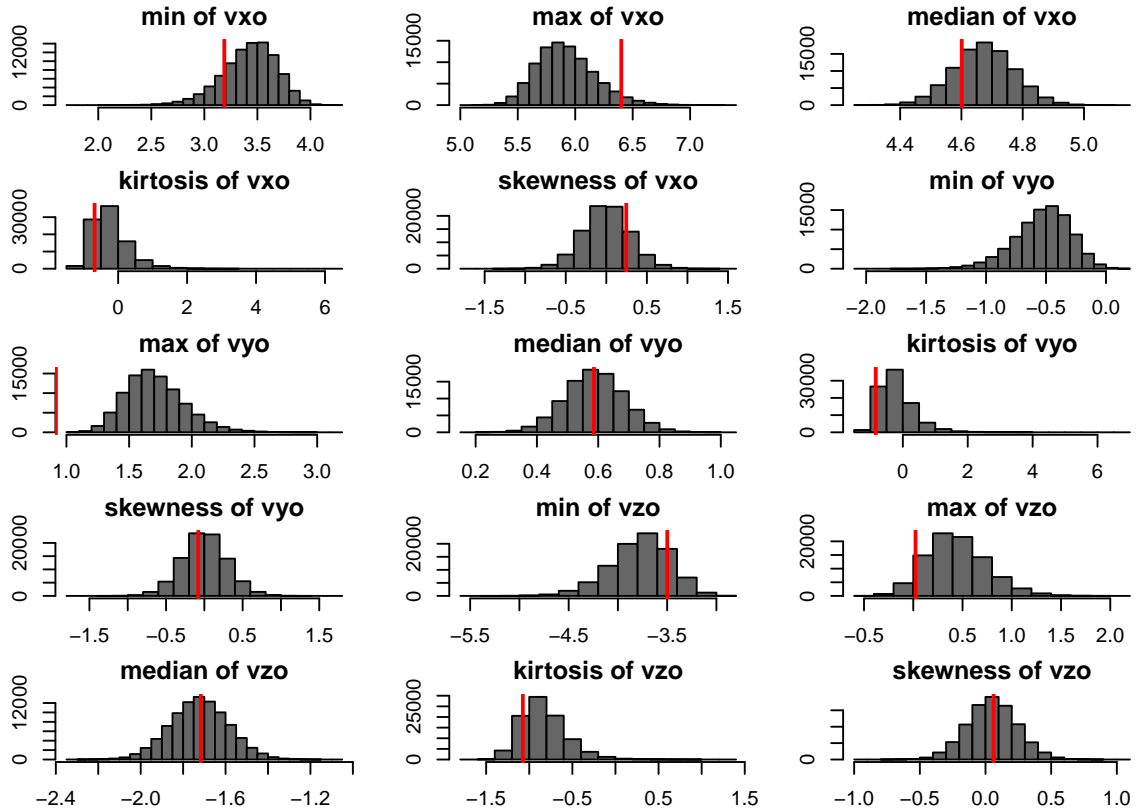 min of vxo
max of vxo
median of vxo
0 12000
0 15000
0 15000
2.0 2.5 3.0 3.5 4.0
5.0 5.5 6.0 6.5 7.0
4.4 4.6 4.8 5.0
kirtosis of vxo
skewness of vxo
min of vyo
0 30000
0 20000
0 15000
0 2 4 6
−1.5 −0.5 0.5 1.5
−2.0 −1.0 −0.5 0.0
max of vyo
median of vyo
kirtosis of vyo
0 15000
0 15000
0 30000
1.0 1.5 2.0 2.5 3.0
0.2 0.4 0.6 0.8 1.0
0 2 4 6
skewness of vyo
min of vzo
max of vzo
0 20000
0 20000
0 20000
−1.5 −0.5 0.5 1.5
−5.5 −4.5 −3.5
−0.5 0.5 1.0 1.5 2.0
median of vzo
kirtosis of vzo
skewness of vzo
0 12000
0 25000
0 20000
−2.4 −2.0 −1.6 −1.2
−1.5 −0.5 0.5 1.5
−1.0 −0.5 0.0 0.5 1.0